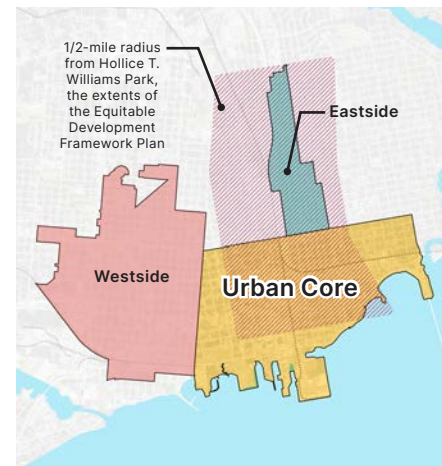 1/2-mile radius
from Hollice T.
Williams Park,
the extents of
the Equitable
Development
Framework Plan
Eastside
Westside
Urban Core